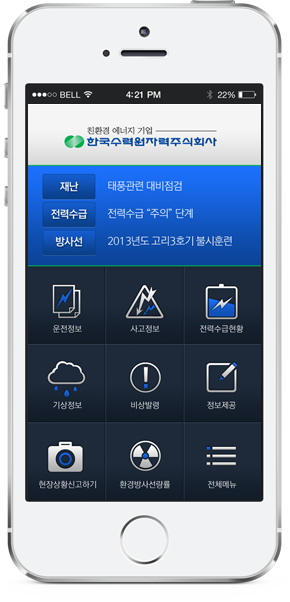 BELL 4:21 PM 22%
친환경 에너지 기업
한국수력원자력주식회사
재난 태풍관련 대비점검
전력수급 전력수급 “주의” 단계
방사선 2013년도 고리3호기 불시훈련
운전정보 사고정보 전력수급현황
기상정보 비상발령 정보제공
현장상황신고하기 환경방사선량률 전체메뉴